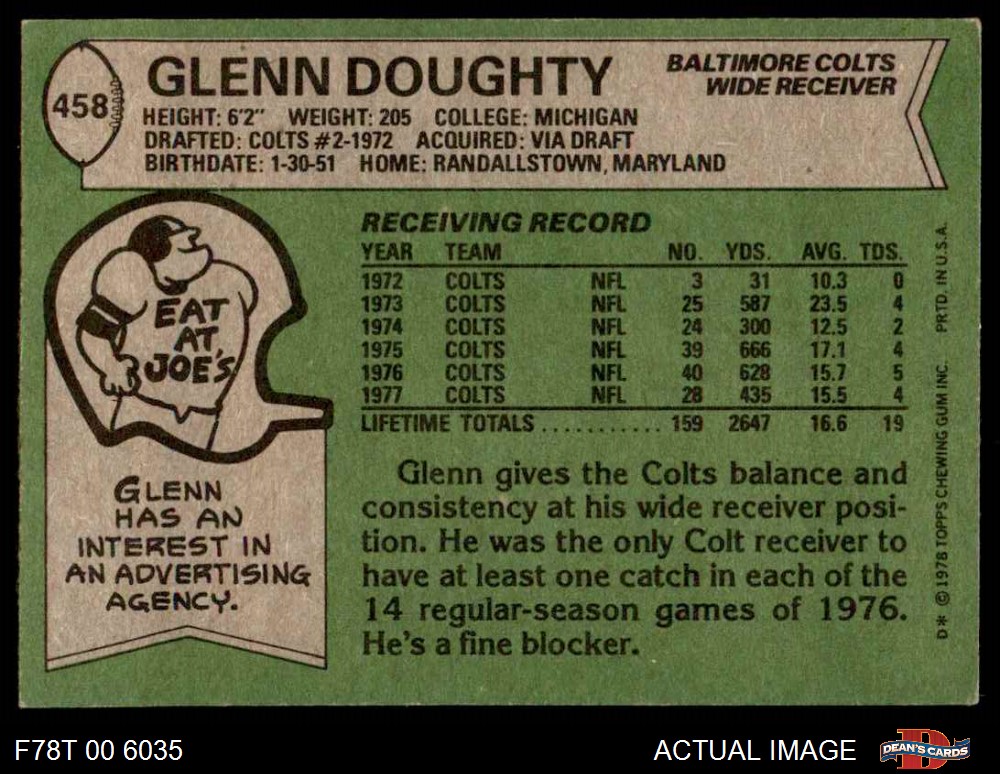 458
GLENN DOUGHTY
BALTIMORE COLTS
WIDE RECEIVER
HEIGHT: 6'2" WEIGHT: 205 COLLEGE: MICHIGAN
DRAFTED: COLTS #2-1972 ACQUIRED: VIA DRAFT
BIRTHDATE: 1-30-51 HOME: RANDALLSTOWN, MARYLAND
EAT
AT
JOE'S
GLENN
HAS AN
INTEREST IN
AN ADVERTISING
AGENCY.
RECEIVING RECORD
YEAR TEAM NO. YDS. AVG. TDS.
1972 COLTS NFL 3 31 10.3 0
1973 COLTS NFL 25 587 23.5 4
1974 COLTS NFL 24 300 12.5 2
1975 COLTS NFL 39 666 17.1 4
1976 COLTS NFL 40 628 15.7 5
1977 COLTS NFL 28 435 15.5 4
LIFETIME TOTALS ........... 159 2647 16.6 19
Glenn gives the Colts balance and
consistency at his wide receiver posi-
tion. He was the only Colt receiver to
have at least one catch in each of the
14 regular-season games of 1976.
He's a fine blocker.
D* © 1978 TOPPS CHEWING GUM INC. PRTD. IN U.S.A.
F78T 00 6035
ACTUAL IMAGE
D
DEAN'S CARDS